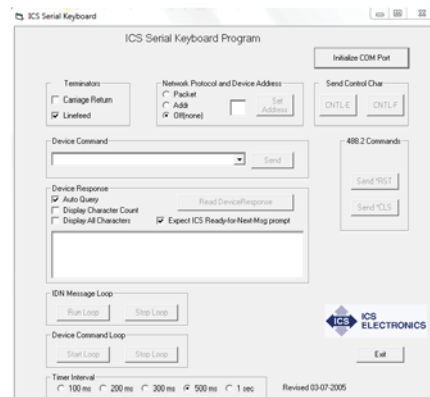 ICS Serial Keyboard
ICS Serial Keyboard Program
Initialize COM Port
Terminators
Carriage Return
Linefeed
Network Protocol and Device Address
Packet
Addr
Off(none)
Set Address
Send Control Char
CNTL-E
CNTL-F
Device Command
Send
488.2 Commands
Send *RST
Send *CLS
Device Response
Auto Query
Display Character Count
Display All Characters
Read DeviceResponse
Expect ICS Ready-for-Next-Msg prompt
IDN Message Loop
Run Loop
Stop Loop
Device Command Loop
Start Loop
Stop Loop
ICS
ICS
ELECTRONICS
Exit
Timer Interval
100 ms
200 ms
300 ms
500 ms
1 sec
Revised 03-07-2005